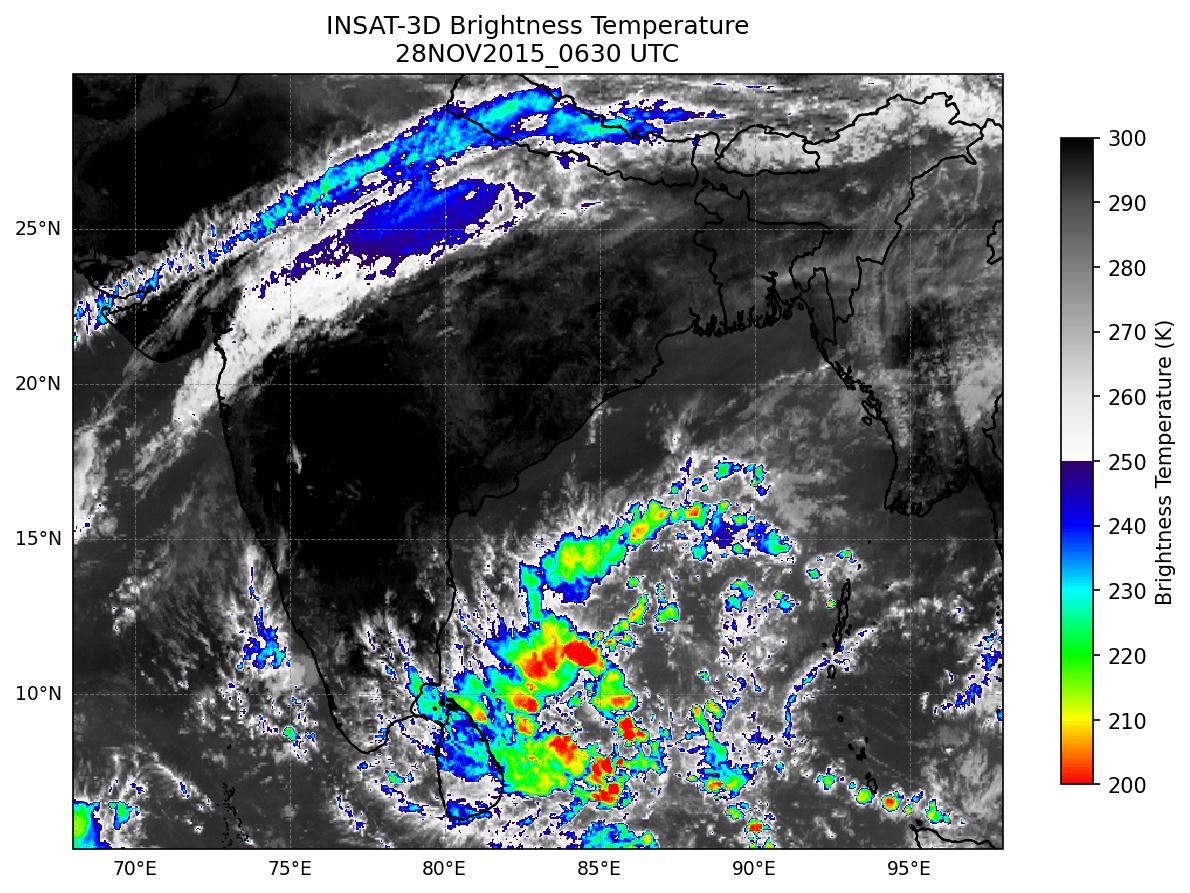 INSAT-3D Brightness Temperature
28NOV2015_0630 UTC
25°N
20°N
15°N
10°N
70°E
75°E
80°E
85°E
90°E
95°E
300
290
280
270
260
250
240
230
220
210
200
Brightness Temperature (K)